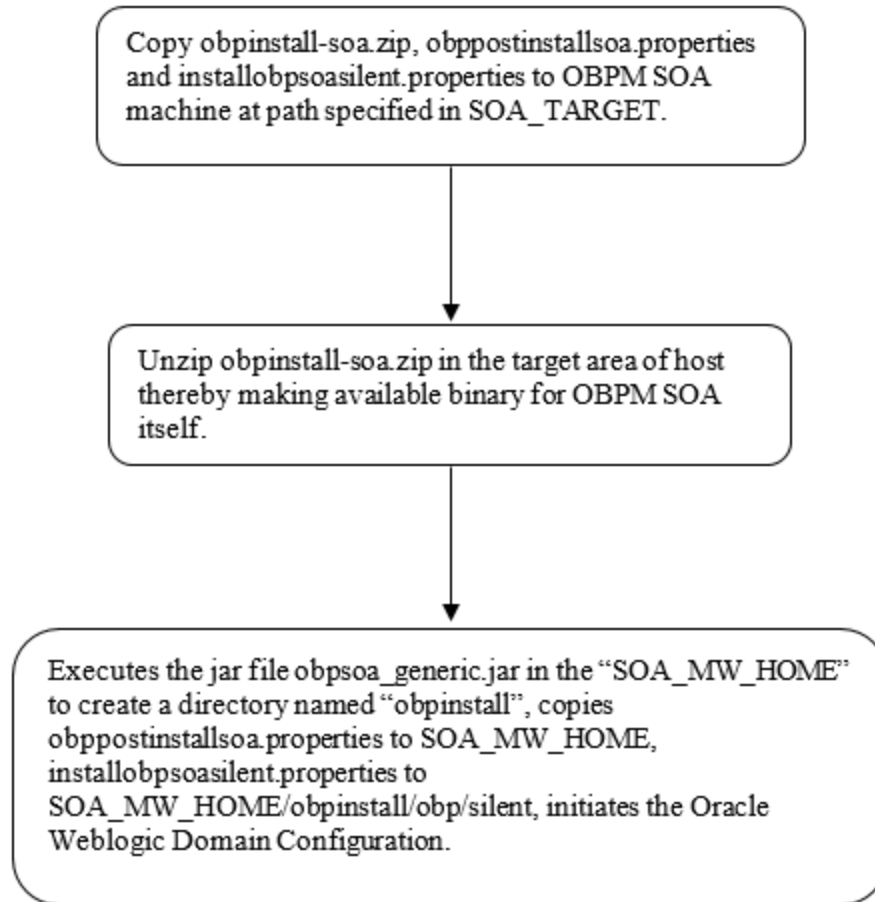 Copy obpinstall-soa.zip, obppostinstallsoa.properties
and installobpsoasilent.properties to OBPM SOA
machine at path specified in SOA_TARGET.
Unzip obpinstall-soa.zip in the target area of host
thereby making available binary for OBPM SOA
itself.
Executes the jar file obpsoa_generic.jar in the “SOA_MW_HOME”
to create a directory named “obpinstall”, copies
obppostinstallsoa.properties to SOA_MW_HOME,
installobpsoasilent.properties to
SOA_MW_HOME/obpinstall/obp/silent, initiates the Oracle
Weblogic Domain Configuration.